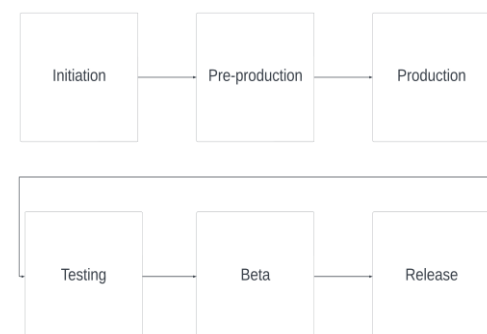 Initiation
Pre-production
Production
Testing
Beta
Release